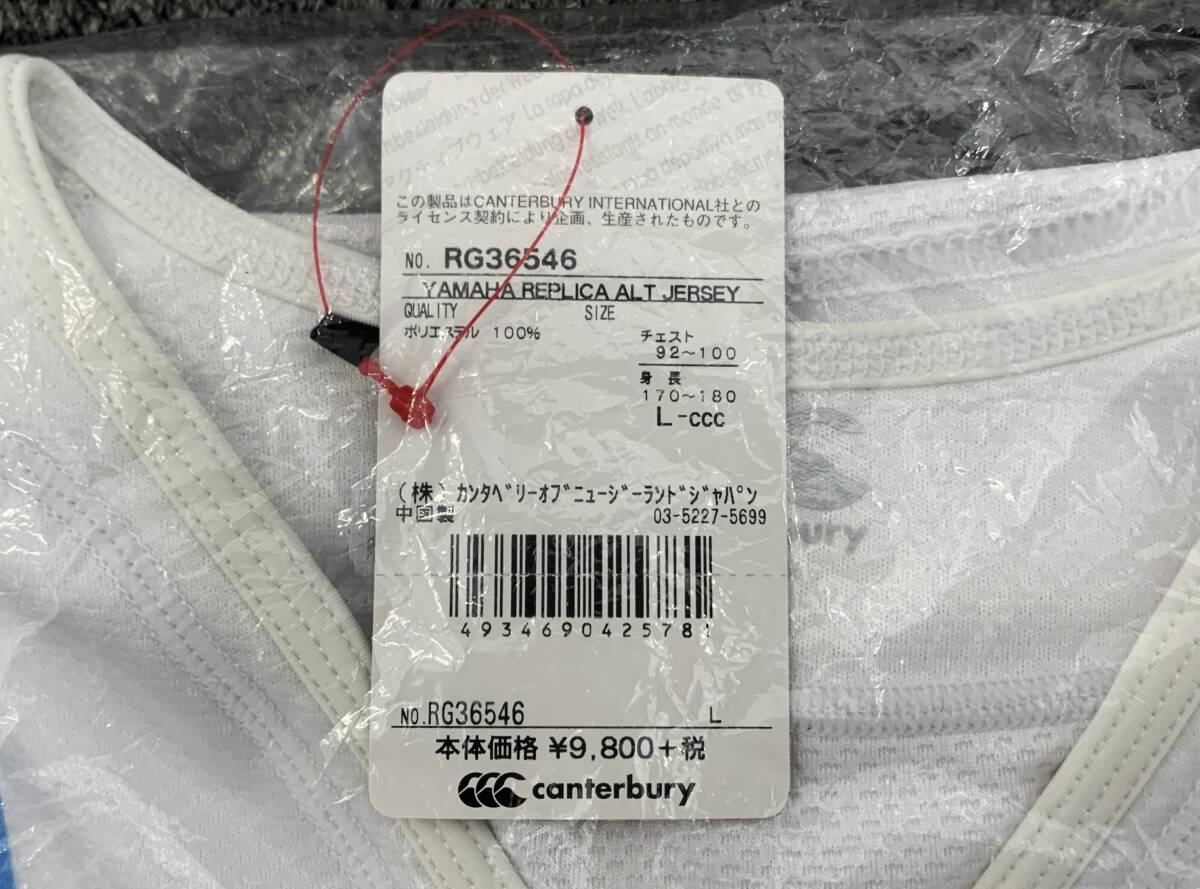 この製品はCANTERBURY INTERNATIONAL社との
ライセンス契約により企画、生産されたものです。
NO. RG36546
YAMAHA REPLICA ALT JERSEY
QUALITY SIZE
ポリエステル 100%
チェスト
92~100
身長
170~180
L-ccc
(株)カンタベリーオブニュージーランドジャパン
中国製 03-5227-5699
4934690425781
NO.RG36546 L
本体価格 ¥9,800+税
canterbury